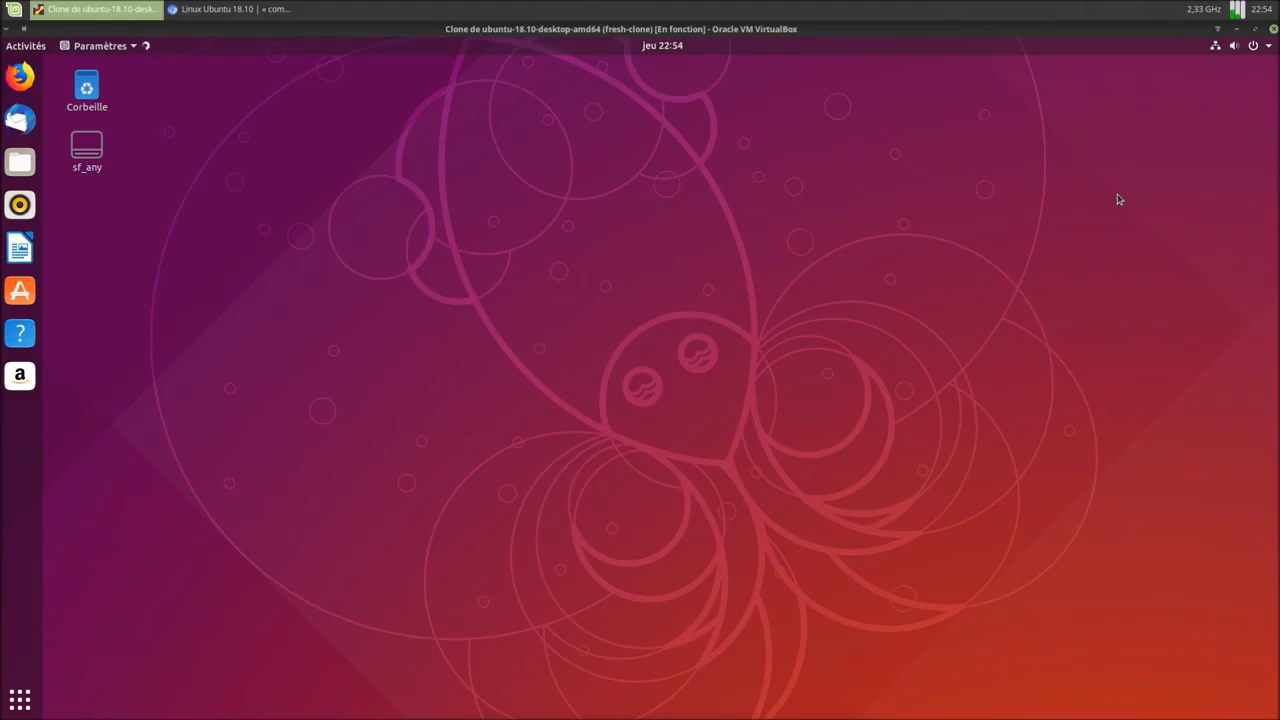 Clone de ubuntu-18.10-desk...
Linux Ubuntu 18.10 | « com...
2,33 GHz
22:54
Clone de ubuntu-18.10-desktop-amd64 (fresh-clone) [En fonction] - Oracle VM VirtualBox
Activités
Paramètres
jeu 22:54
Corbeille
sf_any
?
a